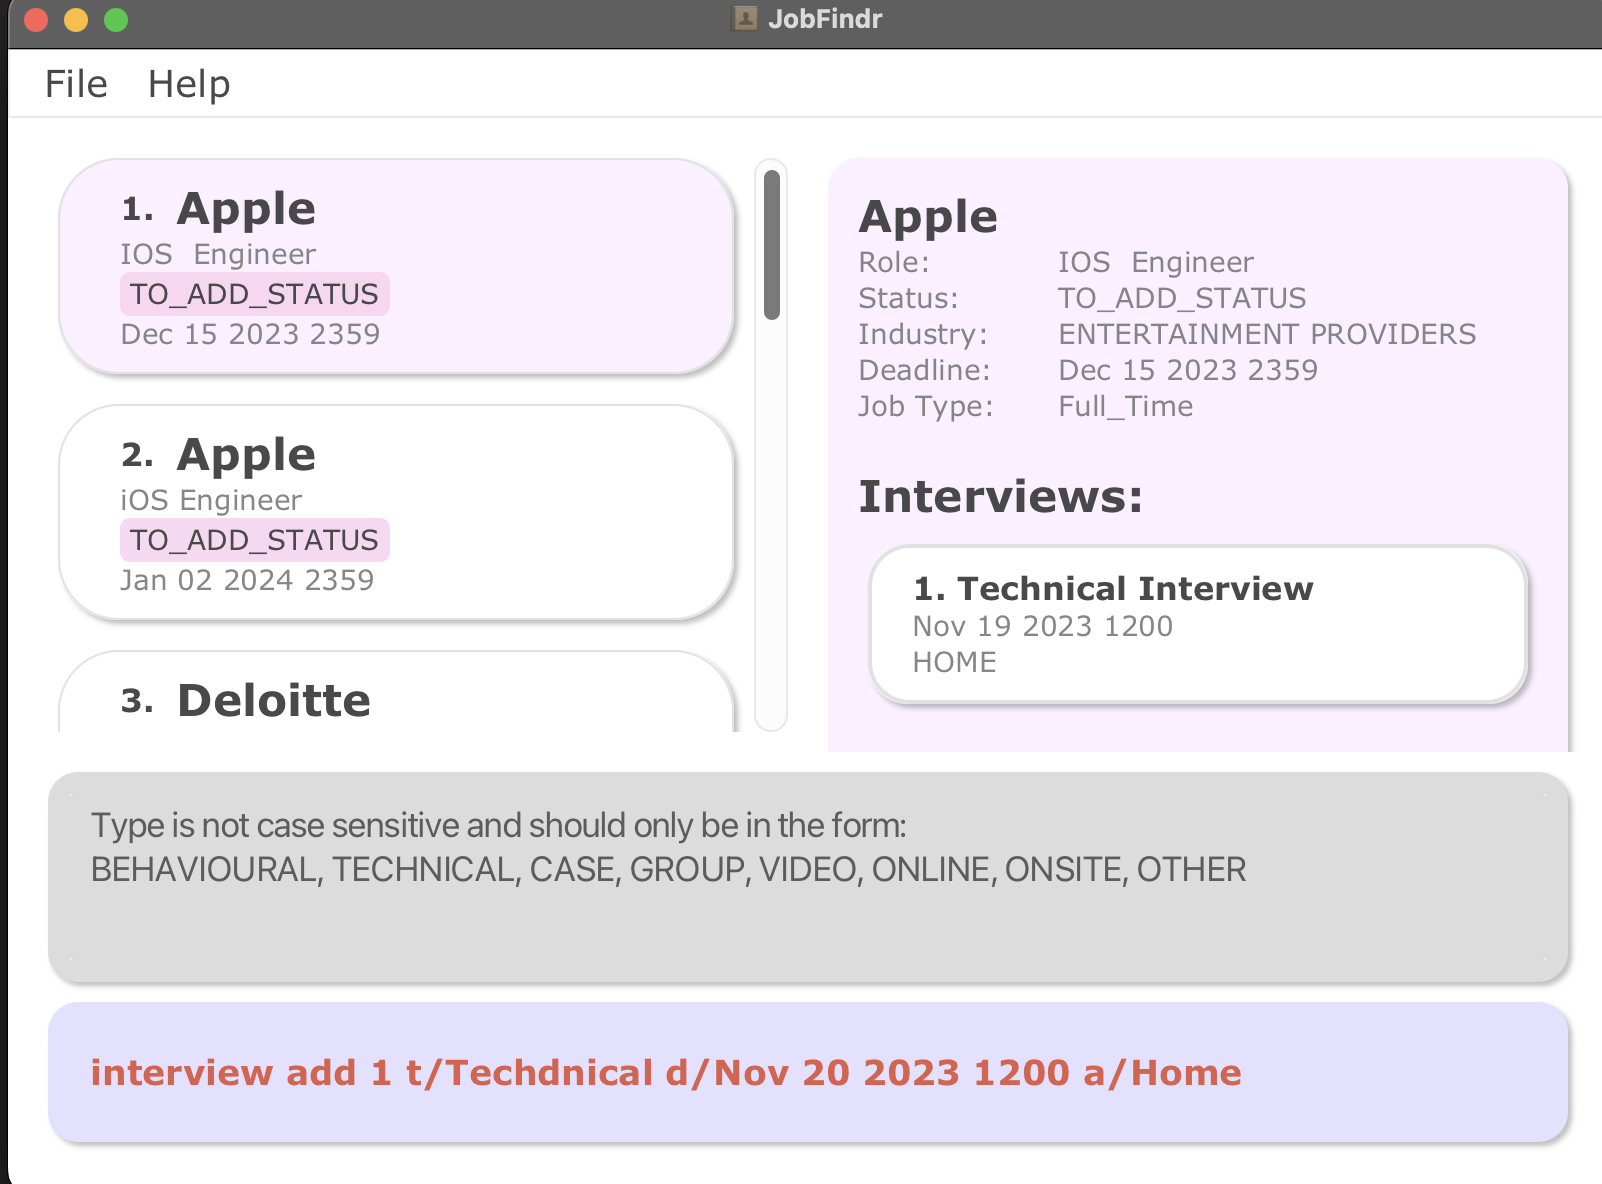 JobFindr
File Help
1. Apple
IOS  Engineer
TO_ADD_STATUS
Dec 15 2023 2359
2. Apple
iOS Engineer
TO_ADD_STATUS
Jan 02 2024 2359
3. Deloitte
Apple
Role: IOS  Engineer
Status: TO_ADD_STATUS
Industry: ENTERTAINMENT PROVIDERS
Deadline: Dec 15 2023 2359
Job Type: Full_Time
Interviews:
1. Technical Interview
Nov 19 2023 1200
HOME
Type is not case sensitive and should only be in the form:
BEHAVIOURAL, TECHNICAL, CASE, GROUP, VIDEO, ONLINE, ONSITE, OTHER
interview add 1 t/Techdnical d/Nov 20 2023 1200 a/Home